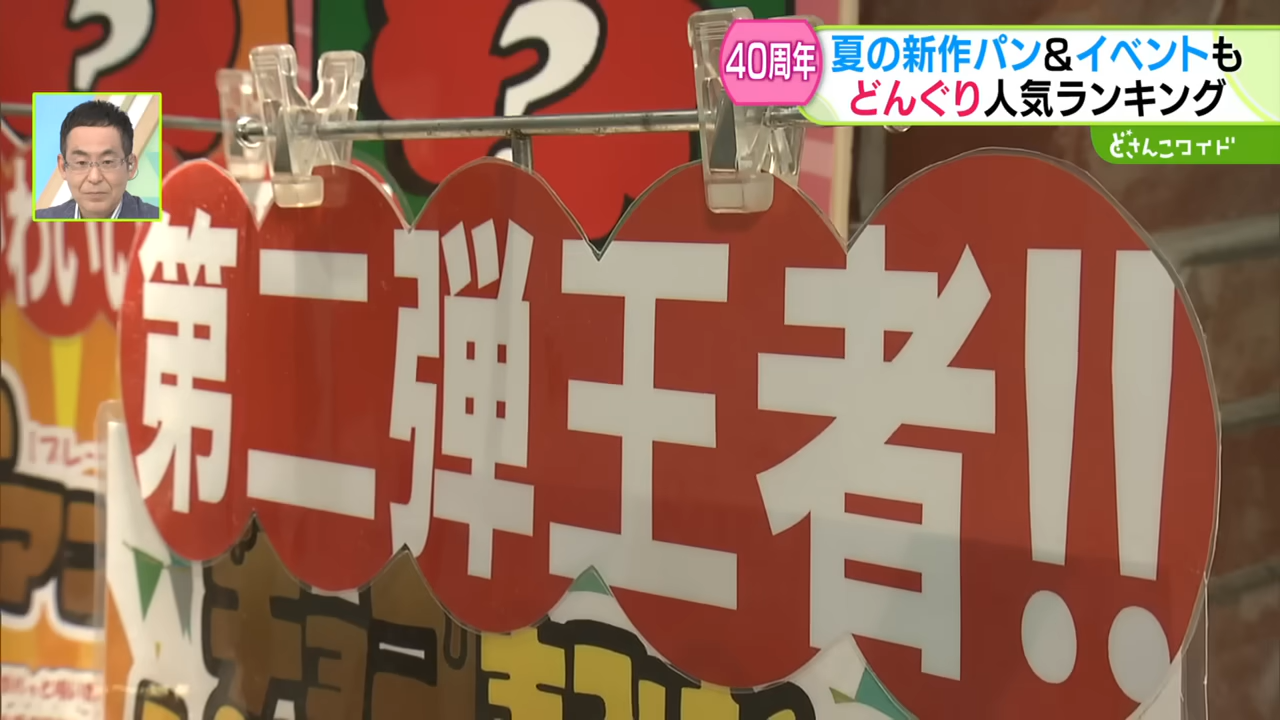 40周年
夏の新作パン&イベントも
どんぐり人気ランキング
どさんこワイド
?
?
第二弾王者!!